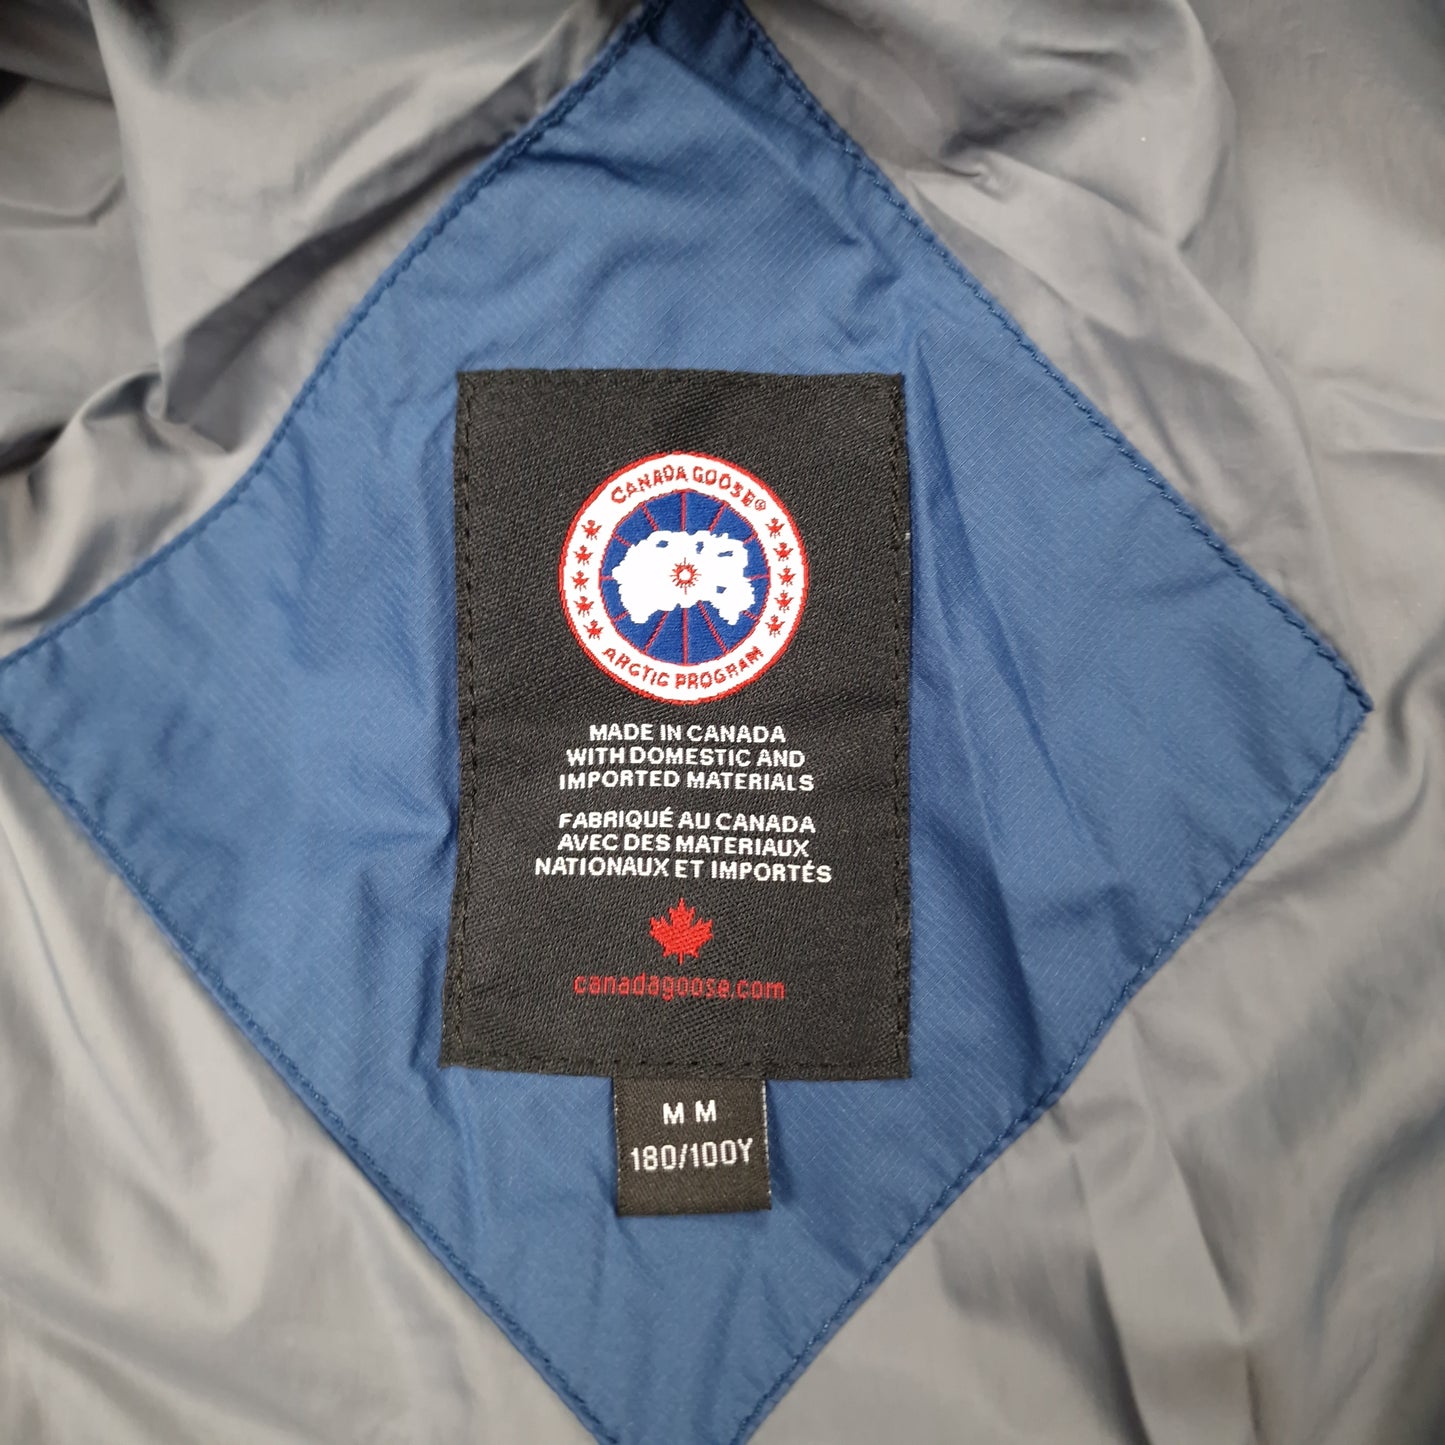 CANADA GOOSE®
ARCTIC PROGRAM
MADE IN CANADA
WITH DOMESTIC AND
IMPORTED MATERIALS
FABRIQUÉ AU CANADA
AVEC DES MATERIAUX
NATIONAUX ET IMPORTÉS
canadagoose.com
M M
180/100Y